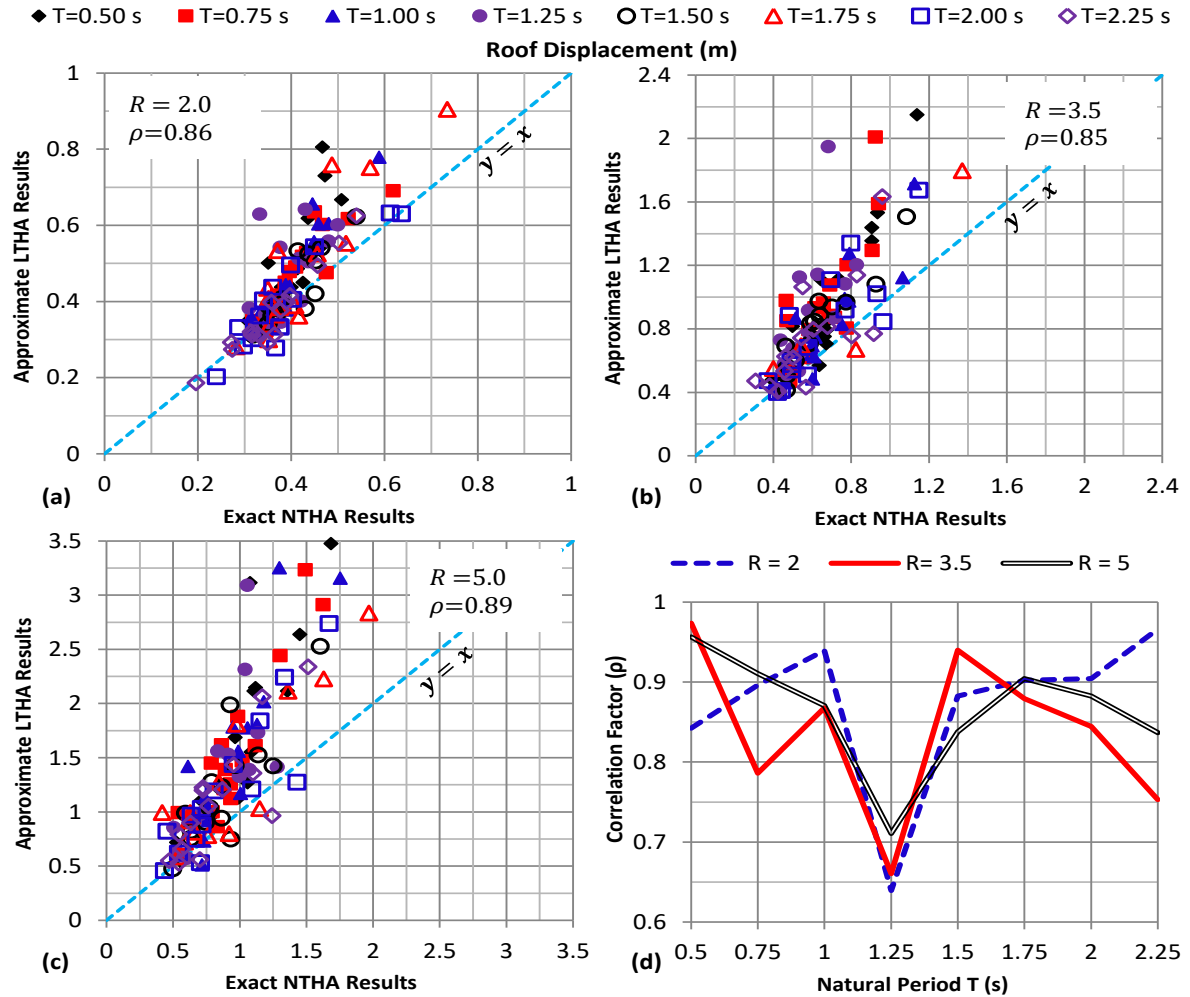 T=0.50 s T=0.75 s T=1.00 s T=1.25 s T=1.50 s T=1.75 s T=2.00 s T=2.25 s
Roof Displacement (m)
R = 2.0
ρ=0.86
y = x
Approximate LTHA Results
1
0.8
0.6
0.4
0.2
0
0 0.2 0.4 0.6 0.8 1
(a)
Exact NTHA Results
R = 3.5
ρ=0.85
y = x
Approximate LTHA Results
2.4
2
1.6
1.2
0.8
0.4
0
0 0.4 0.8 1.2 1.6 2 2.4
(b)
Exact NTHA Results
R =5.0
ρ=0.89
y = x
Approximate LTHA Results
3.5
3
2.5
2
1.5
1
0.5
0
0 0.5 1 1.5 2 2.5 3 3.5
(c)
Exact NTHA Results
R = 2 R= 3.5 R = 5
Correlation Factor (ρ)
1
0.9
0.8
0.7
0.6
0.5 0.75 1 1.25 1.5 1.75 2 2.25
(d)
Natural Period T (s)